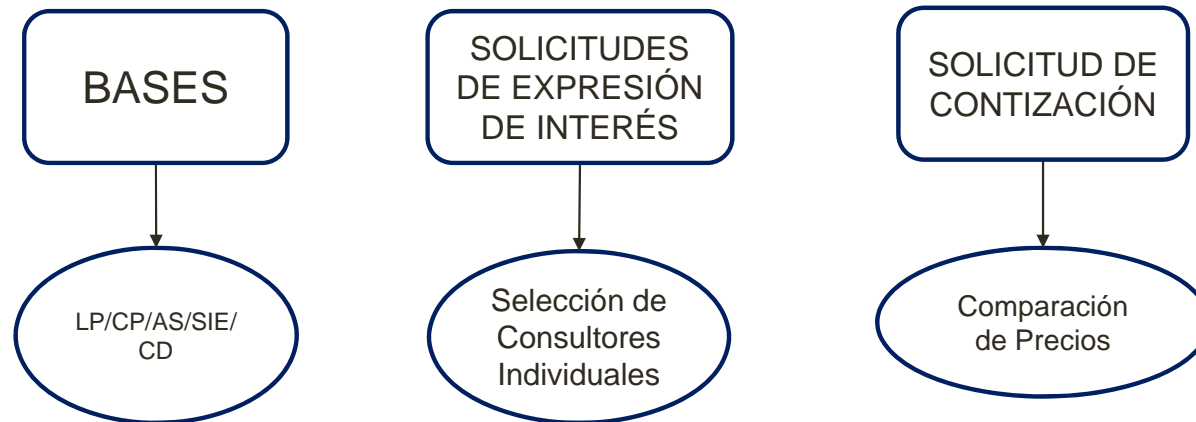 BASES
SOLICITUDES
DE EXPRESIÓN
DE INTERÉS
SOLICITUD DE
CONTIZACIÓN
LP/CP/AS/SIE/
CD
Selección de
Consultores
Individuales
Comparación
de Precios